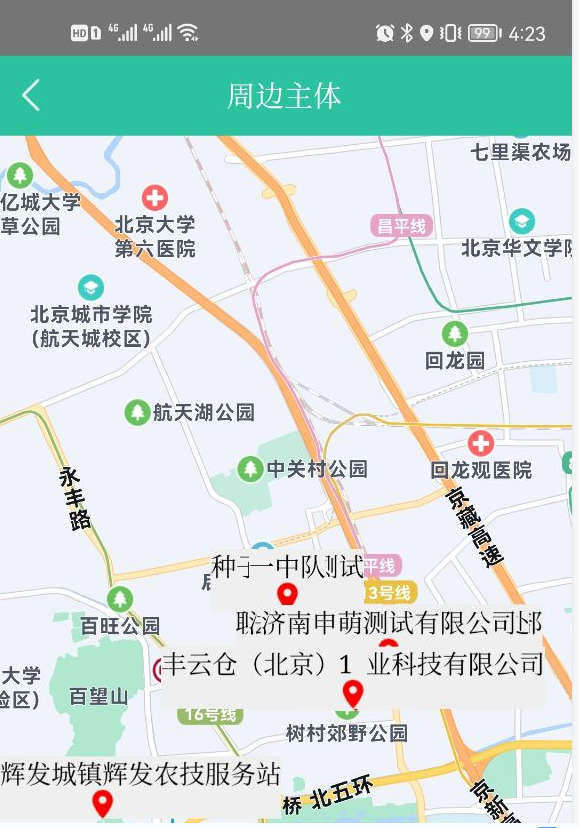 HD 1 4G 4G 99 4:23
周边主体
七里渠农场
亿城大学
草公园
北京大学
第六医院
昌平线
北京华文学院
北京城市学院
(航天城校区)
回龙园
航天湖公园
中关村公园
回龙观医院
永丰路
京藏高速
一中队测试
平线
13号线
百旺公园
济南申萌测试有限公司
丰云仓（北京）1 业科技有限公司
大学
验区)
百望山
16号线
树村郊野公园
辉发城镇辉发农技服务站
桥 北五环
京新